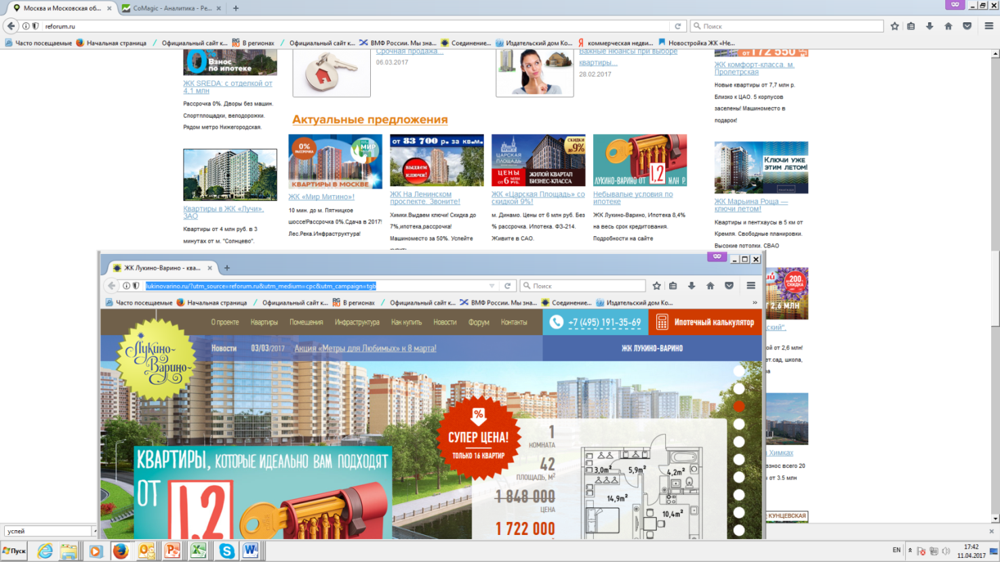 Москва и Московская об...
CoMagic - Аналитика - Ре...
reforum.ru
Поиск
Часто посещаемые
Начальная страница
Официальный сайт к...
В регионах
Официальный сайт к...
ВМФ России. Мы зна...
Соединение...
Издательский дом Ко...
коммерческая недви...
Новостройка ЖК «Не...
0% Взнос
по ипотеке
ЖК SREDA: с отделкой от
4.1 млн
Рассрочка 0%. Дворы без машин.
Спортплощадки, велодорожки.
Рядом метро Нижегородская.
Срочная продажа...
06.03.2017
Важные нюансы при выборе
квартиры...
28.02.2017
от 172 550
ЖК комфорт-класса. м.
Пролетрская
Новые квартиры от 7,7 млн р.
Близко к ЦАО. 5 корпусов
заселены! Машиноместо в
подарок!
Актуальные предложения
Квартиры в ЖК «Лучи»,
ЗАО
Квартиры от 4 млн руб. в 3
минутах от м. "Солнцево".
0%
РАССРОЧКА
МИР
КВАРТИРЫ В МОСКВЕ
ЖК «Мир Митино»!
10 мин. до м. Пятницкое
шоссе!Рассрочка 0%.Сдача в 2017!
Лес.Река.Инфраструктура!
от 83 700 р. за кв.м.
выдаем
ключи!
ЖК На Ленинском
проспекте. Звоните!
Химки.Выдаем ключи! Скидка до
7%,ипотека,рассрочка!
Машиноместо за 50%. Успейте
ЦАРСКАЯ
ПЛОЩАДЬ
СКИДКИ
до 9%
ЦЕНЫ
от 6 МЛН РУБ.
ЖИЛОЙ КВАРТАЛ
БИЗНЕС-КЛАССА
ЖК «Царская Площадь» со
скидкой 9%!
м. Динамо. Цены от 6 млн руб. Без
% рассрочка. Ипотека. ФЗ-214.
Живите в САО.
ЛУКИНО-ВАРИНО ОТ 1,2 МЛН Р.
Небывалые условия по
ипотеке
ЖК Лукино-Варино, Ипотека 8,4%
на весь срок кредитования.
Подробности на сайте
Ключи уже
этим летом!
ЖК Марьина Роща —
ключи летом!
Квартиры и пентхаусы в 5 км от
Кремля. Свободные планировки.
Высокие потолки. СВАО
ЖК Лукино-Варино - ква...
lukinovarino.ru/?utm_source=reforum.ru&utm_medium=cpc&utm_campaign=tgb
Поиск
Часто посещаемые
Начальная страница
Официальный сайт к...
В регионах
Официальный сайт к...
ВМФ России. Мы зна...
Соединение...
Издательский дом Ко...
О проекте
Квартиры
Помещения
Инфраструктура
Как купить
Новости
Форум
Контакты
+7 (495) 191-35-69
Ипотечный калькулятор
Лукино-
Варино
Новости
03/03/2017
Акция «Метры для Любимых» к 8 марта!
ЖК ЛУКИНО-ВАРИНО
%
СУПЕР ЦЕНА!
ТОЛЬКО 16 КВАРТИР
1
КОМНАТА
42
ПЛОЩАДЬ, М²
1 848 000
ЦЕНА
1 722 000
3,0м²
5,9м²
4,2м²
14,9м²
10,4м²
КВАРТИРЫ, КОТОРЫЕ ИДЕАЛЬНО ВАМ ПОДХОДЯТ
ОТ 1,2
200
СКИДКА
2,6 МЛН
ский",
ой от 2,6 млн!
ет.сад, школа,
ра
в Химках
взнос всего 20
от 3.5 млн
КУНЦЕВСКАЯ
успей
Пуск
EN
17:42
11.04.2017